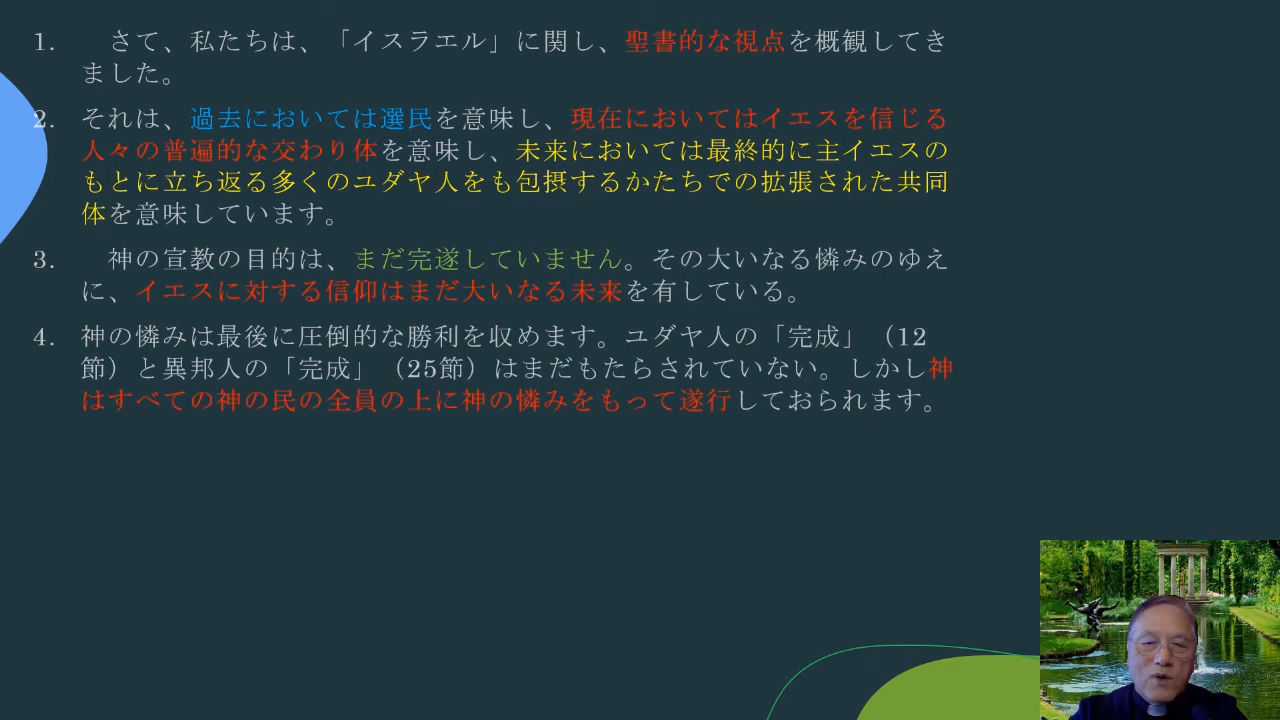 1.　さて、私たちは、「イスラエル」に関し、聖書的な視点を概観してき
ました。
2. それは、過去においては選民を意味し、現在においてはイエスを信じる
人々の普遍的な交わり体を意味し、未来においては最終的に主イエスの
もとに立ち返る多くのユダヤ人をも包摂するかたちでの拡張された共同
体を意味しています。
3.　神の宣教の目的は、まだ完遂していません。その大いなる憐みのゆえ
に、イエスに対する信仰はまだ大いなる未来を有している。
4. 神の憐みは最後に圧倒的な勝利を収めます。ユダヤ人の「完成」（12
節）と異邦人の「完成」（25節）はまだもたらされていない。しかし神
はすべての神の民の全員の上に神の憐みをもって遂行しておられます。